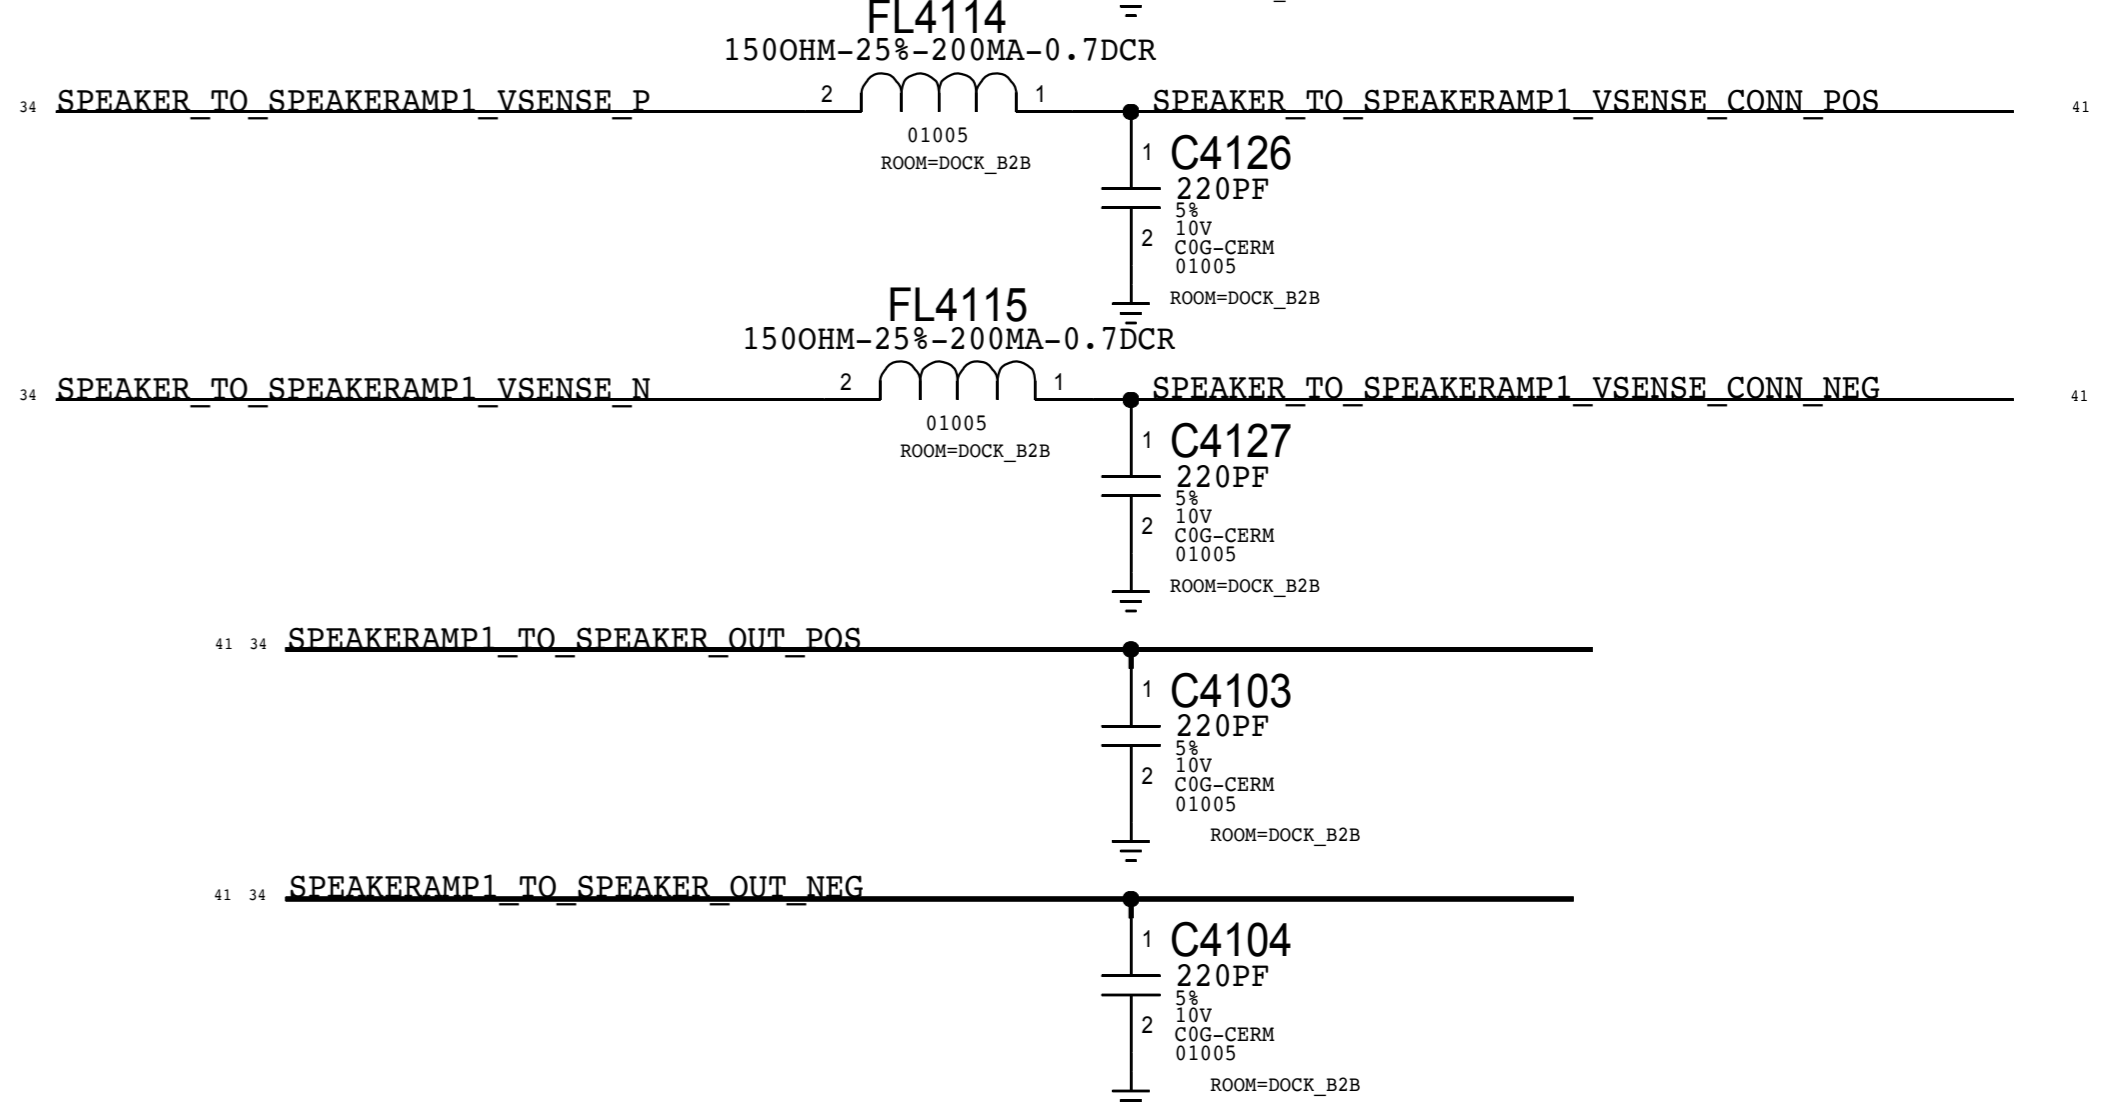 FL4114
150OHM-25%-200MA-0.7DCR
34 SPEAKER_TO_SPEAKERAMP1_VSENSE_P 2 1 SPEAKER_TO_SPEAKERAMP1_VSENSE_CONN_POS 41
01005
ROOM=DOCK_B2B
1 C4126
220PF
5%
10V
2
C0G-CERM
01005
ROOM=DOCK_B2B
FL4115
150OHM-25%-200MA-0.7DCR
34 SPEAKER_TO_SPEAKERAMP1_VSENSE_N 2 1 SPEAKER_TO_SPEAKERAMP1_VSENSE_CONN_NEG 41
01005
ROOM=DOCK_B2B
1 C4127
220PF
5%
10V
2
C0G-CERM
01005
ROOM=DOCK_B2B
41 34 SPEAKERAMP1_TO_SPEAKER_OUT_POS
1 C4103
220PF
5%
10V
2
C0G-CERM
01005
ROOM=DOCK_B2B
41 34 SPEAKERAMP1_TO_SPEAKER_OUT_NEG
1 C4104
220PF
5%
10V
2
C0G-CERM
01005
ROOM=DOCK_B2B